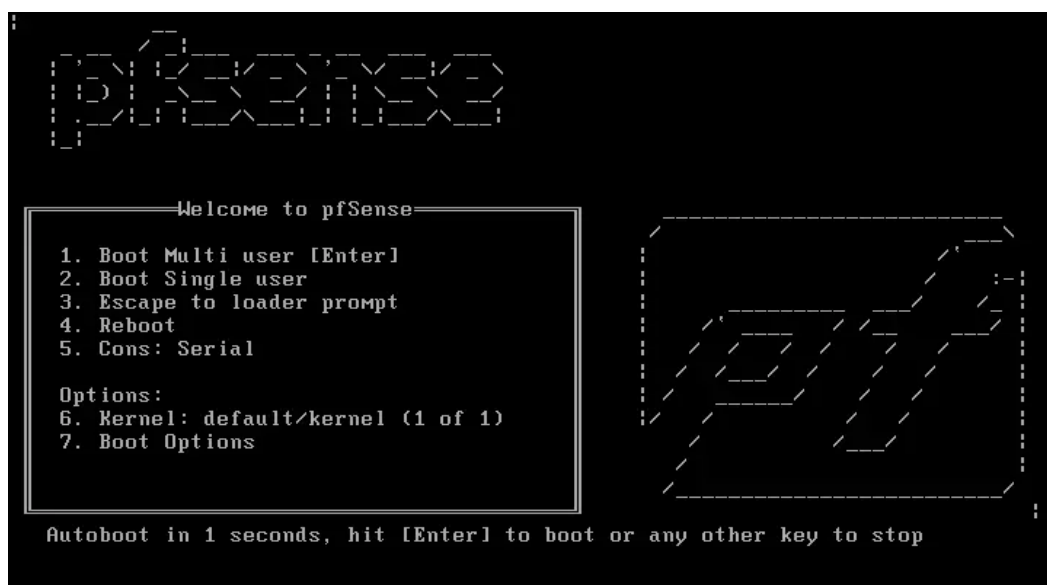 pfsense
Welcome to pfSense
1. Boot Multi user [Enter]
2. Boot Single user
3. Escape to loader prompt
4. Reboot
5. Cons: Serial
Options:
6. Kernel: default/kernel (1 of 1)
7. Boot Options
pf
Autoboot in 1 seconds, hit [Enter] to boot or any other key to stop